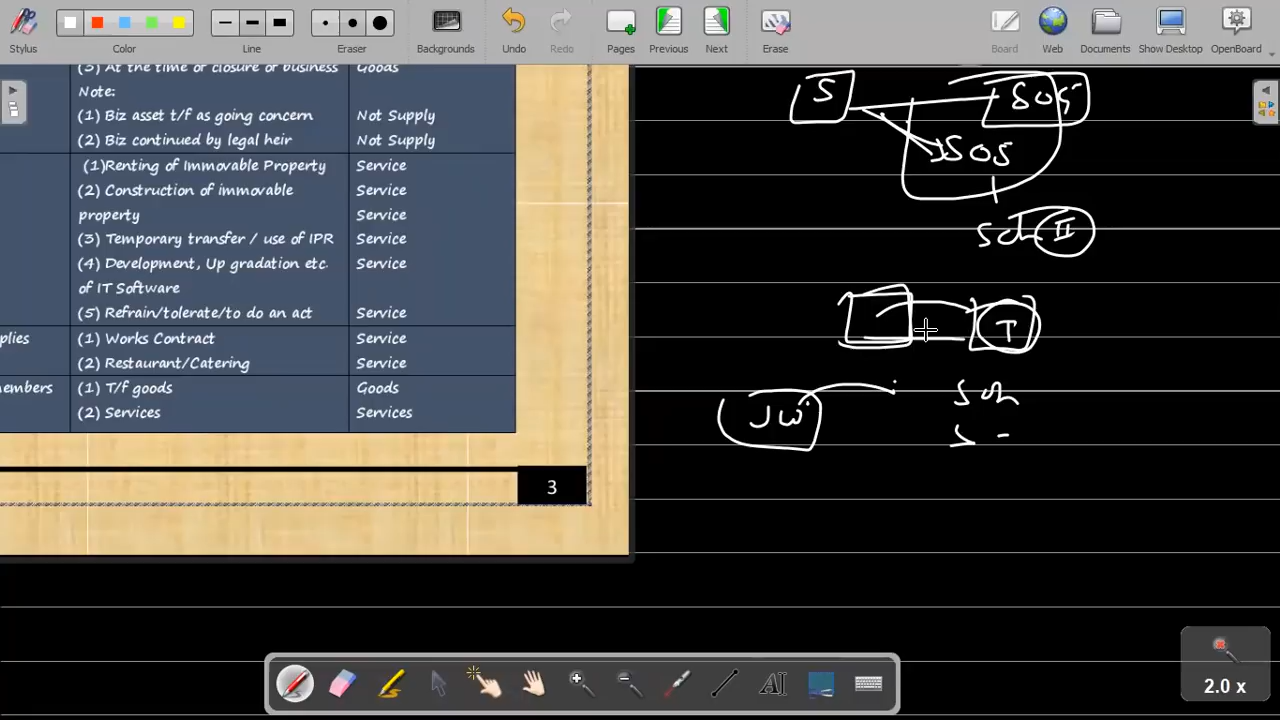 Stylus
Color
Line
Eraser
Backgrounds
Undo
Redo
Pages
Previous
Next
Erase
Board
Web
Documents
Show Desktop
OpenBoard
(3) At the time of closure of business Goods
Note:
(1) Biz asset t/f as going concern Not Supply
(2) Biz continued by legal heir Not Supply
(1)Renting of Immovable Property Service
(2) Construction of immovable Service
property Service
(3) Temporary transfer / use of IPR Service
(4) Development, Up gradation etc. Service
of IT Software
(5) Refrain/tolerate/to do an act Service
plies (1) Works Contract Service
(2) Restaurant/Catering Service
members (1) T/f goods Goods
(2) Services Services
3
S SOG
SOS
Sch II
T
JW Sch
2.0 x